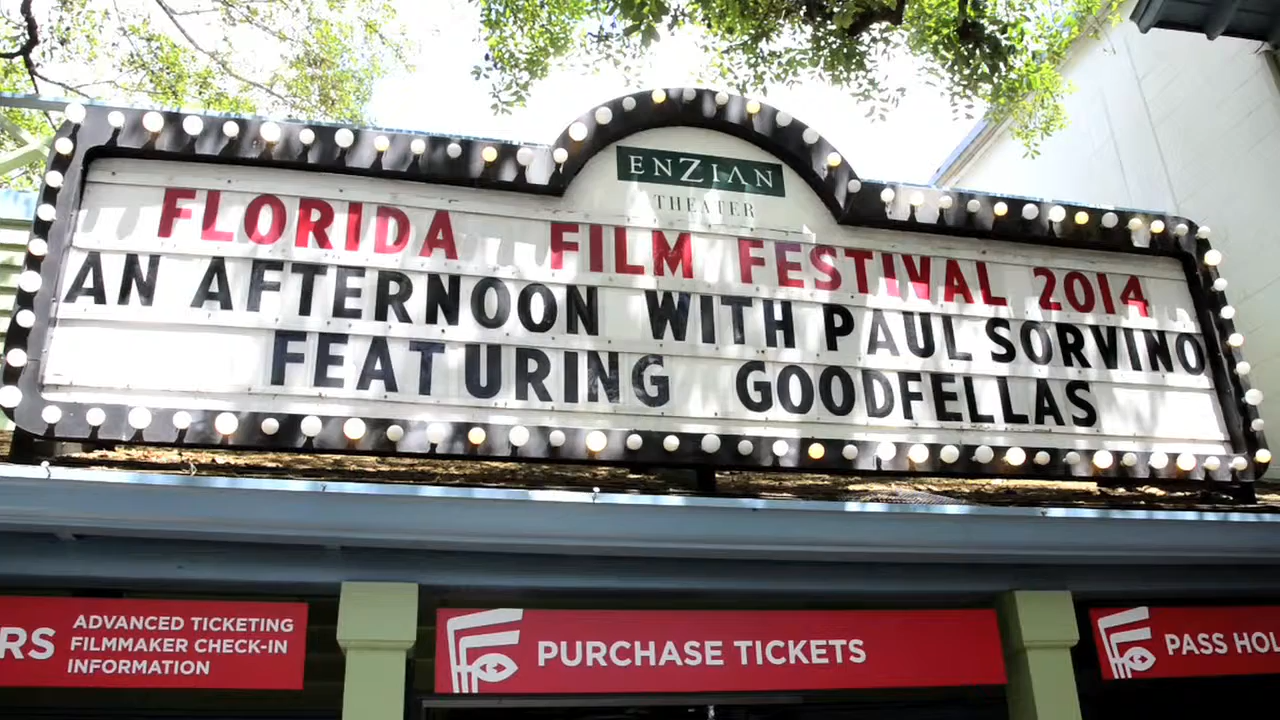 ENZIAN
THEATER
FLORIDA FILM FESTIVAL 2014
AN AFTERNOON WITH PAUL SORVINO
FEATURING GOODFELLAS
RS
ADVANCED TICKETING
FILMMAKER CHECK-IN
INFORMATION
PURCHASE TICKETS
PASS HOL